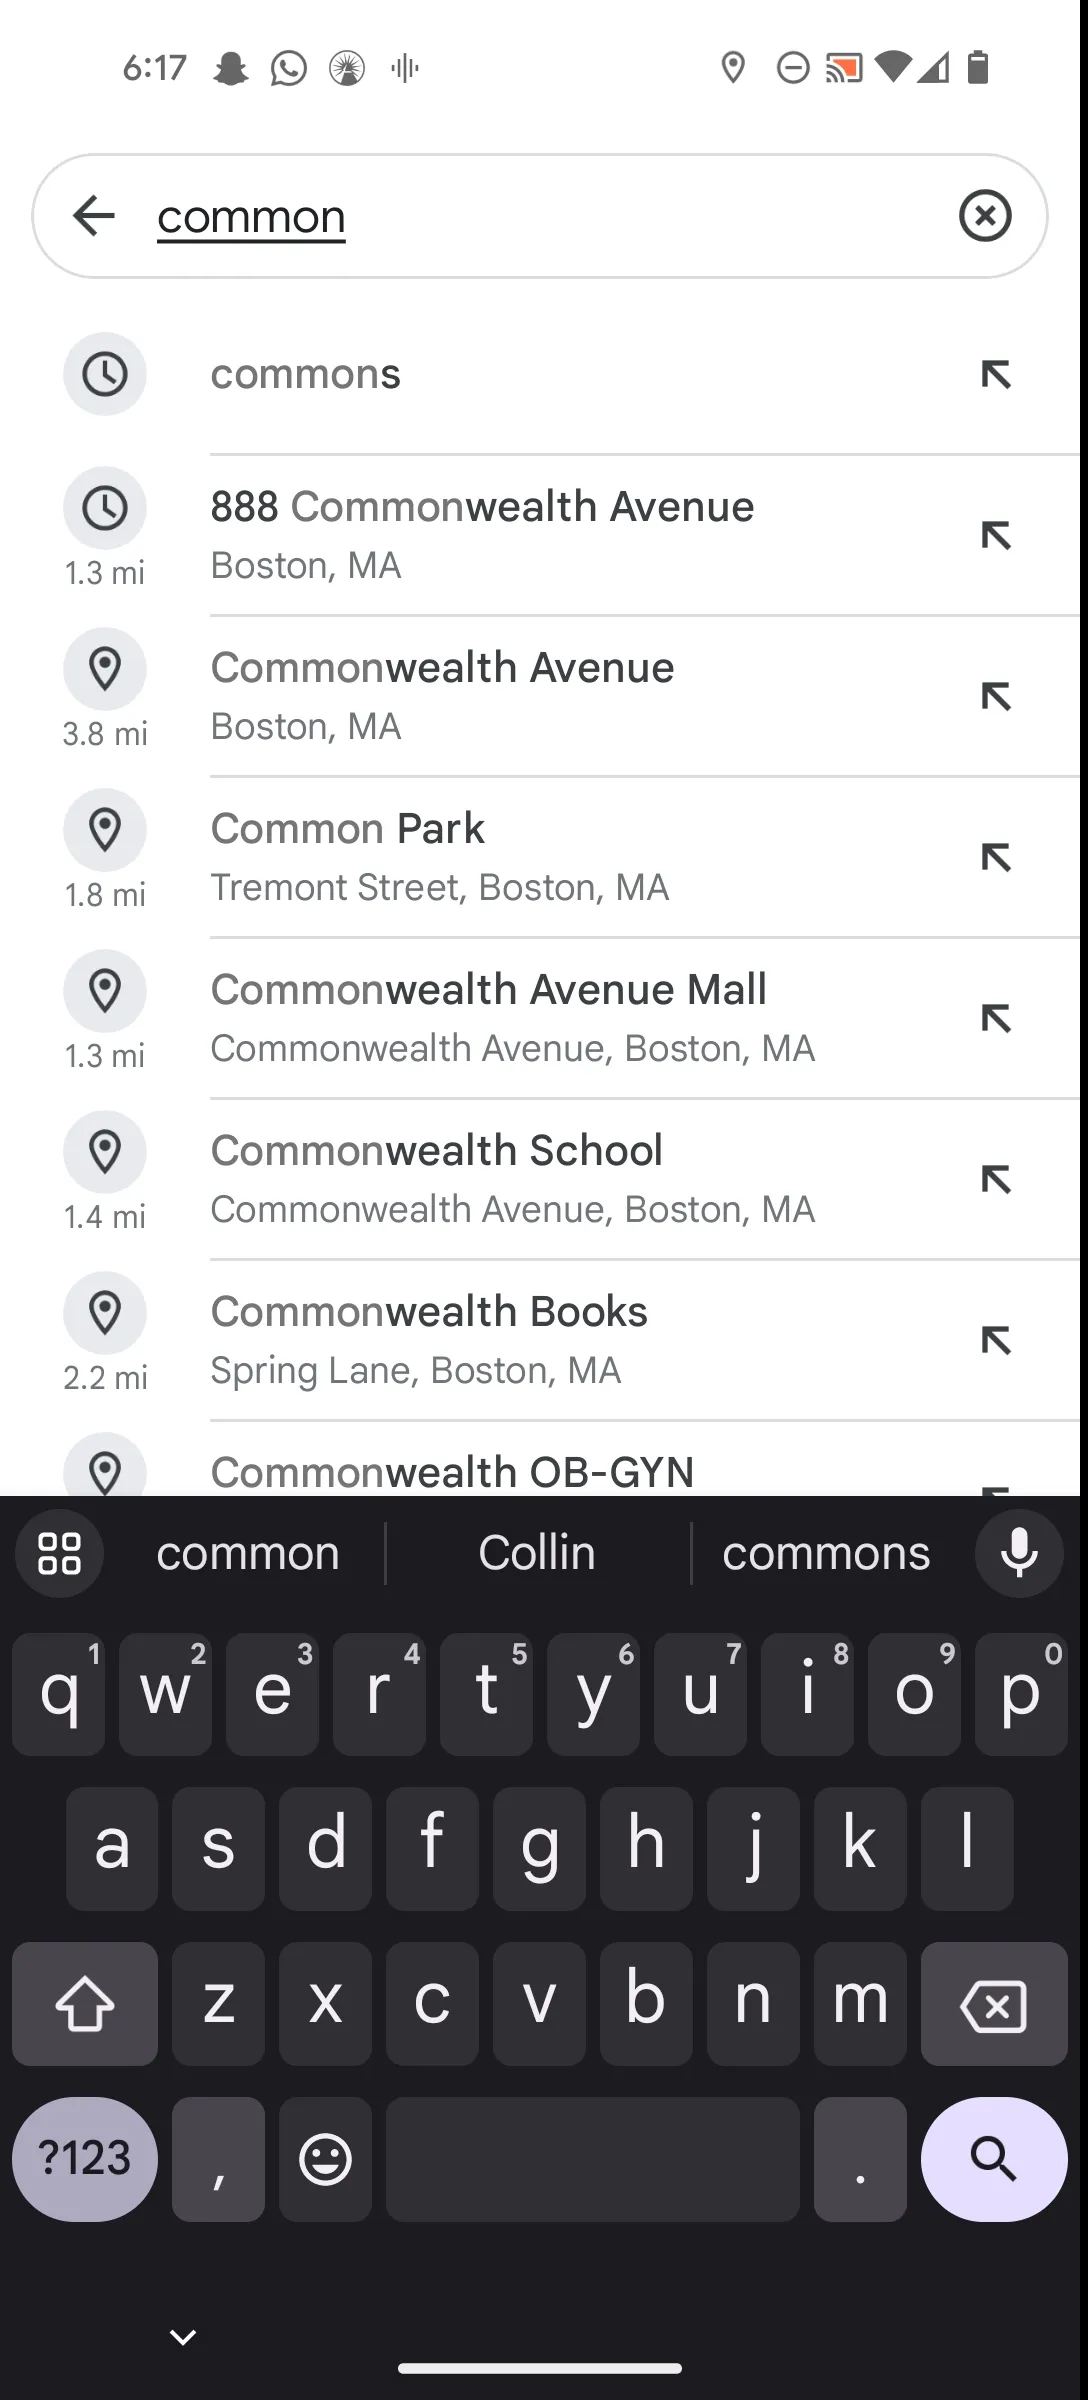 6:17
common
commons
888 Commonwealth Avenue
1.3 mi
Boston, MA
Commonwealth Avenue
3.8 mi
Boston, MA
Common Park
1.8 mi
Tremont Street, Boston, MA
Commonwealth Avenue Mall
1.3 mi
Commonwealth Avenue, Boston, MA
Commonwealth School
1.4 mi
Commonwealth Avenue, Boston, MA
Commonwealth Books
2.2 mi
Spring Lane, Boston, MA
Commonwealth OB-GYN
common Collin commons
1 2 3 4 5 6 7 8 9 0
q w e r t y u i o p
a s d f g h j k l
z x c v b n m
?123 , .